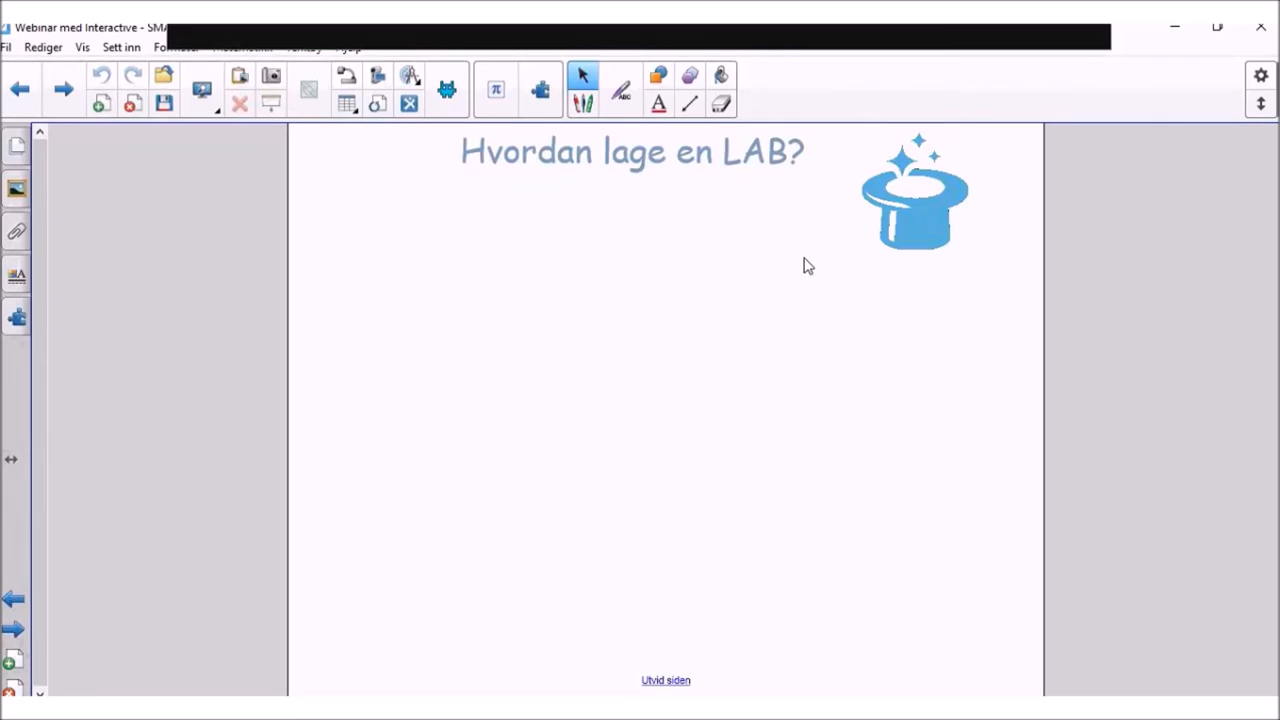 Webinar med Interactive - SMA
Fil Rediger Vis Sett inn
Hvordan lage en LAB?
Utvid siden